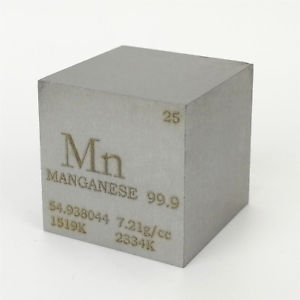 25
Mn
MANGANESE 99.9
54.938044 7.21g/cc
1519K 2334K